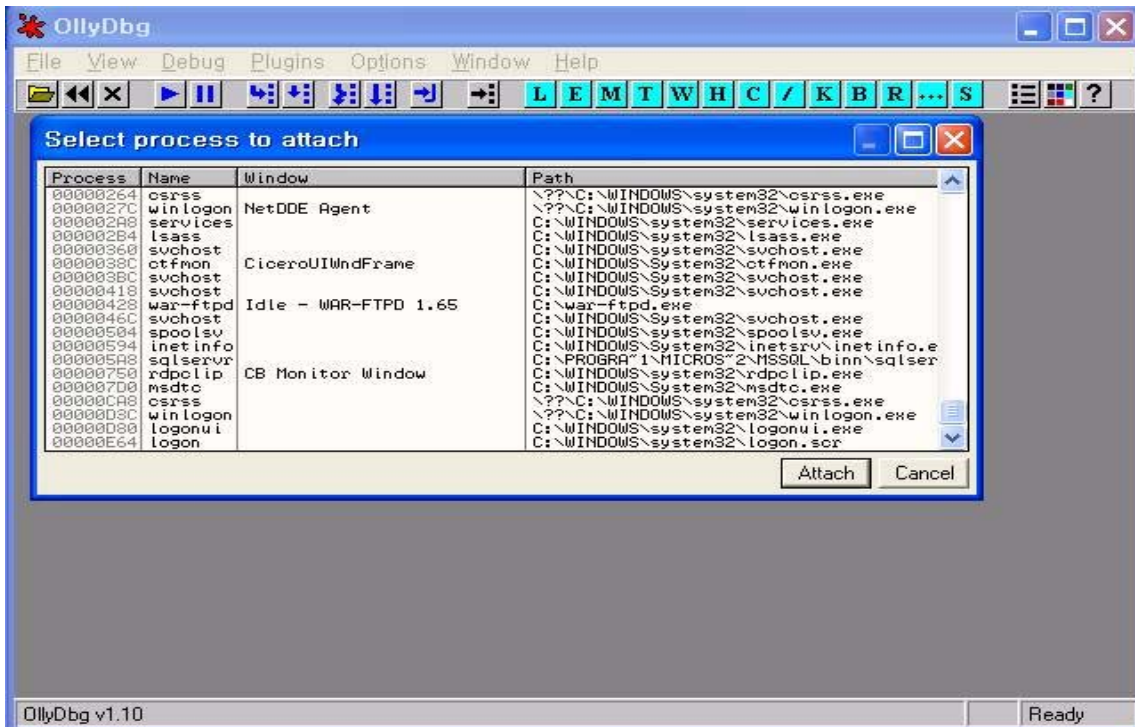 OllyDbg
File View Debug Plugins Options Window Help
L E M T W H C / K B R ... S ?
Select process to attach
Process Name Window Path
00000264 csrss \??\C:\WINDOWS\system32\csrss.exe
0000027C winlogon NetDDE Agent \??\C:\WINDOWS\system32\winlogon.exe
000002A8 services C:\WINDOWS\system32\services.exe
000002B4 lsass C:\WINDOWS\system32\lsass.exe
00000360 svchost C:\WINDOWS\system32\svchost.exe
0000038C ctfmon CiceroUIWndFrame C:\WINDOWS\system32\ctfmon.exe
000003BC svchost C:\WINDOWS\System32\svchost.exe
00000418 svchost C:\WINDOWS\System32\svchost.exe
00000428 war-ftpd Idle - WAR-FTPD 1.65 C:\war-ftpd.exe
0000046C svchost C:\WINDOWS\System32\svchost.exe
00000504 spoolsv C:\WINDOWS\system32\spoolsv.exe
00000594 inetinfo C:\WINDOWS\System32\inetsrv\inetinfo.e
000005A8 sqlservr C:\PROGRA~1\MICROS~2\MSSQL\binn\sqlser
00000750 rdpclip CB Monitor Window C:\WINDOWS\System32\rdpclip.exe
000007D0 msdtc C:\WINDOWS\System32\msdtc.exe
00000CA8 csrss \??\C:\WINDOWS\system32\csrss.exe
00000D3C winlogon \??\C:\WINDOWS\system32\winlogon.exe
00000D80 logonui C:\WINDOWS\system32\logonui.exe
00000E64 logon C:\WINDOWS\system32\logon.scr
Attach Cancel
OllyDbg v1.10 Ready